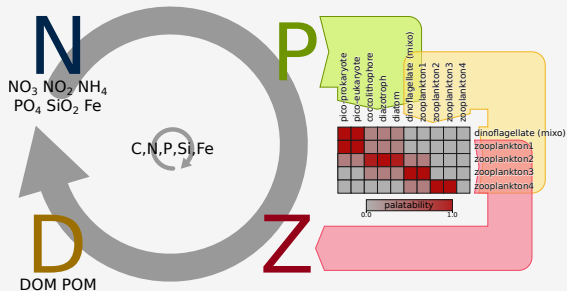 N
NO₃ NO₂ NH₄
PO₄ SiO₂ Fe
P
C,N,P,Si,Fe
D
DOM POM
Z
pico-prokaryote
pico-eukaryote
coccolithophore
diazotroph
diatom
dinoflagellate (mixo)
zooplankton1
zooplankton2
zooplankton3
zooplankton4
dinoflagellate (mixo)
zooplankton1
zooplankton2
zooplankton3
zooplankton4
palatability
0.0 1.0